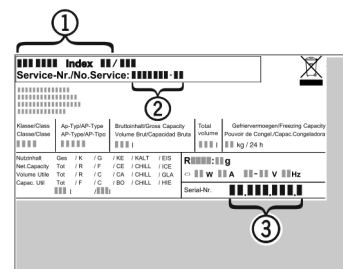 1
Index /
Service-Nr./No.Service: -
2
Klasse/Class Ap-Typ/AP-Type Bruttoinhalt/Gross Capacity Total Gefriervermoegen/Freezing Capacity
Classe/Classe AP-Type/AP-Tipo Volume Brut/Capacidad Bruta volume Pouvoir de Congel./Capac.Congeladora
l l kg / 24 h
Nutzinhalt Ges / K / G / KE / KALT / EIS
Net.Capacity Tot / R / F / CE / CHILL / ICE
Volume Utile Tot / F / C / CA / CHILL / GLA
Capac. Util Tot / F / C / BO / CHILL / HIE
l / l
R : g
W A - V Hz
Serial-Nr. . . .
3